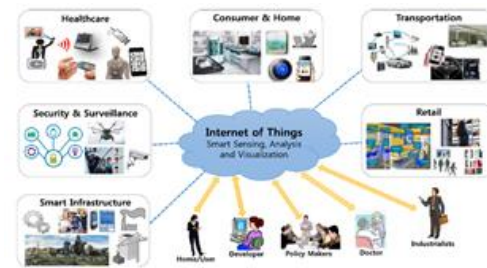 Healthcare
Consumer & Home
Transportation
Security & Surveillance
Internet of Things
Smart Sensing, Analysis
and Visualization
Retail
Smart Infrastructure
Home/User
Developer
Policy Makers
Doctor
Industrialists